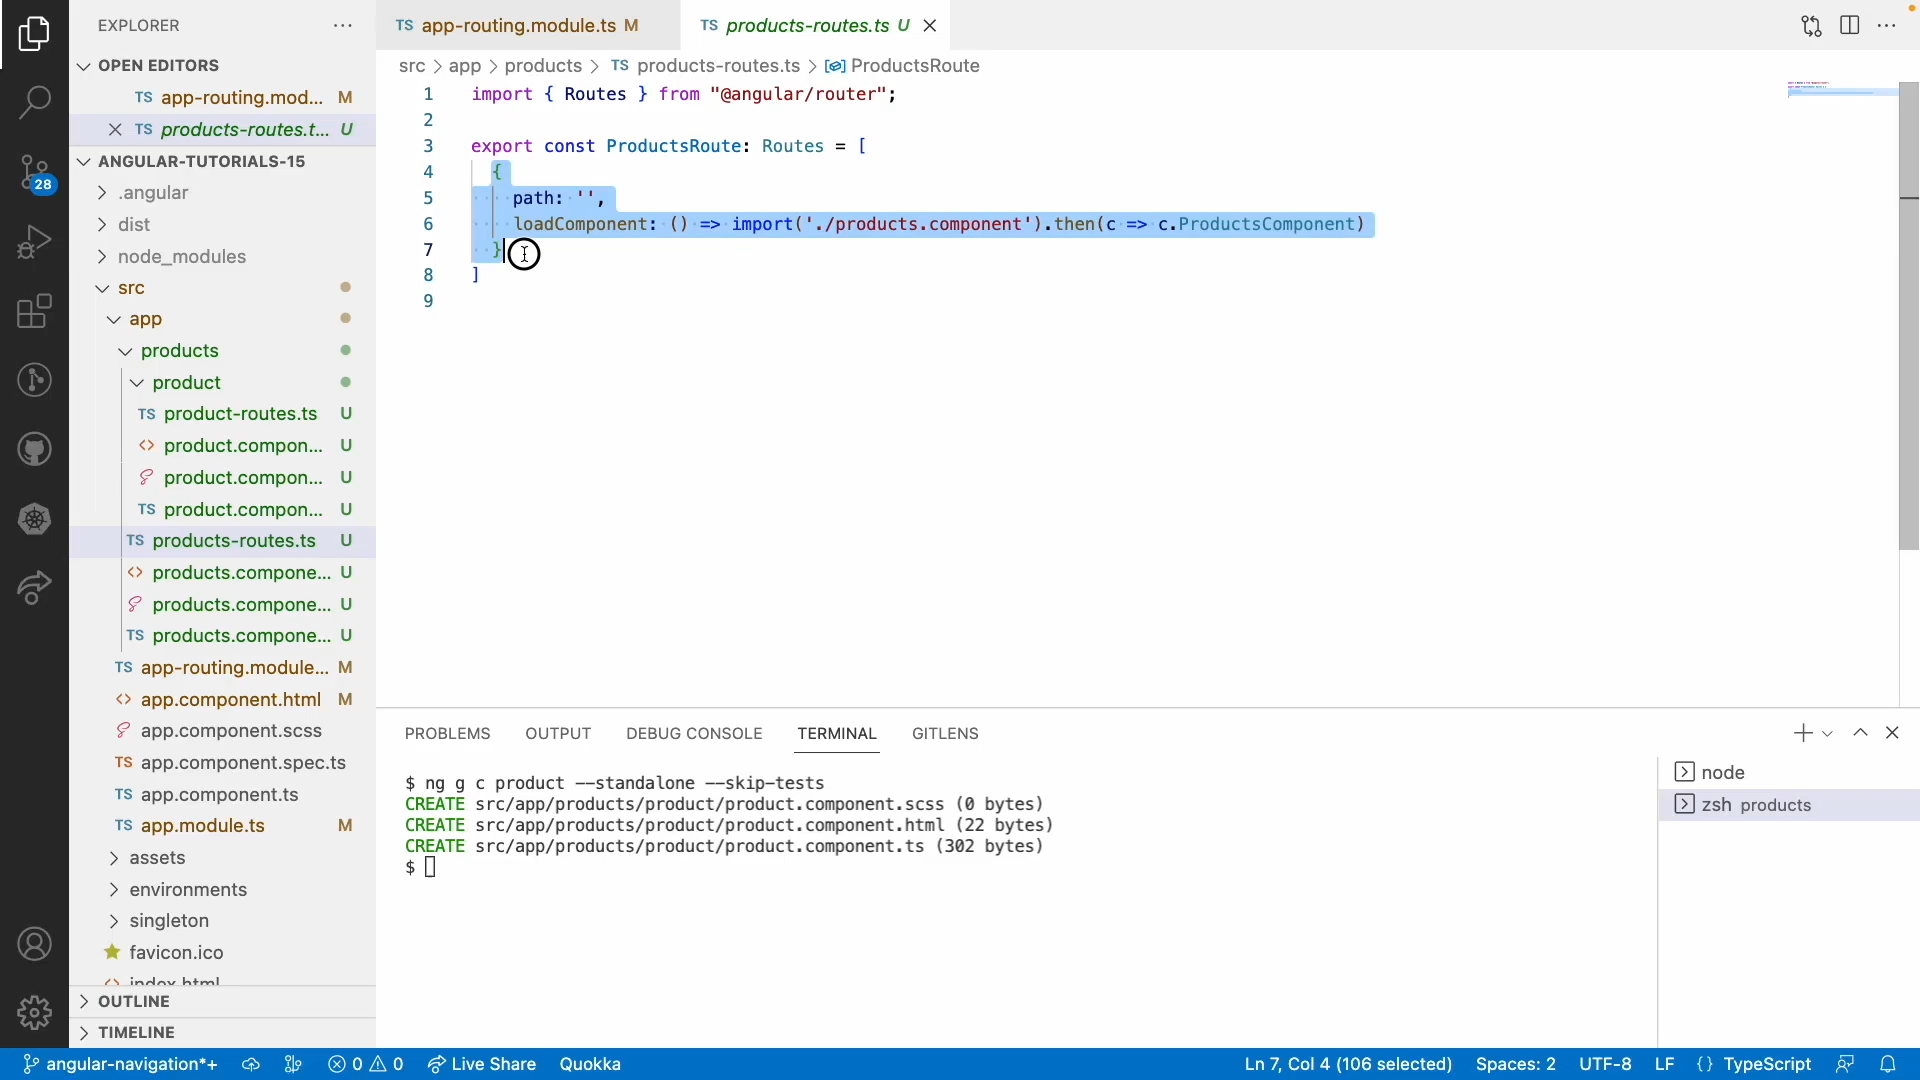 EXPLORER
OPEN EDITORS
TS app-routing.mod... M
TS products-routes.t... U
ANGULAR-TUTORIALS-15
.angular
dist
node_modules
src
app
products
product
TS product-routes.ts U
<> product.compon... U
product.compon... U
TS product.compon... U
TS products-routes.ts U
<> products.compone... U
products.compone... U
TS products.compone... U
TS app-routing.module... M
<> app.component.html M
app.component.scss
TS app.component.spec.ts
TS app.component.ts
TS app.module.ts M
assets
environments
singleton
favicon.ico
<> index.html
OUTLINE
TIMELINE
28
TS app-routing.module.ts M
TS products-routes.ts U
src > app > products > TS products-routes.ts > ProductsRoute
1 import { Routes } from "@angular/router";
2
3 export const ProductsRoute: Routes = [
4 {
5 path: '',
6 loadComponent: () => import('./products.component').then(c => c.ProductsComponent)
7 }
8 ]
9
PROBLEMS OUTPUT DEBUG CONSOLE TERMINAL GITLENS
$ ng g c product --standalone --skip-tests
CREATE src/app/products/product/product.component.scss (0 bytes)
CREATE src/app/products/product/product.component.html (22 bytes)
CREATE src/app/products/product/product.component.ts (302 bytes)
$
node
zsh products
angular-navigation*+ 0 0 Live Share Quokka Ln 7, Col 4 (106 selected) Spaces: 2 UTF-8 LF {} TypeScript